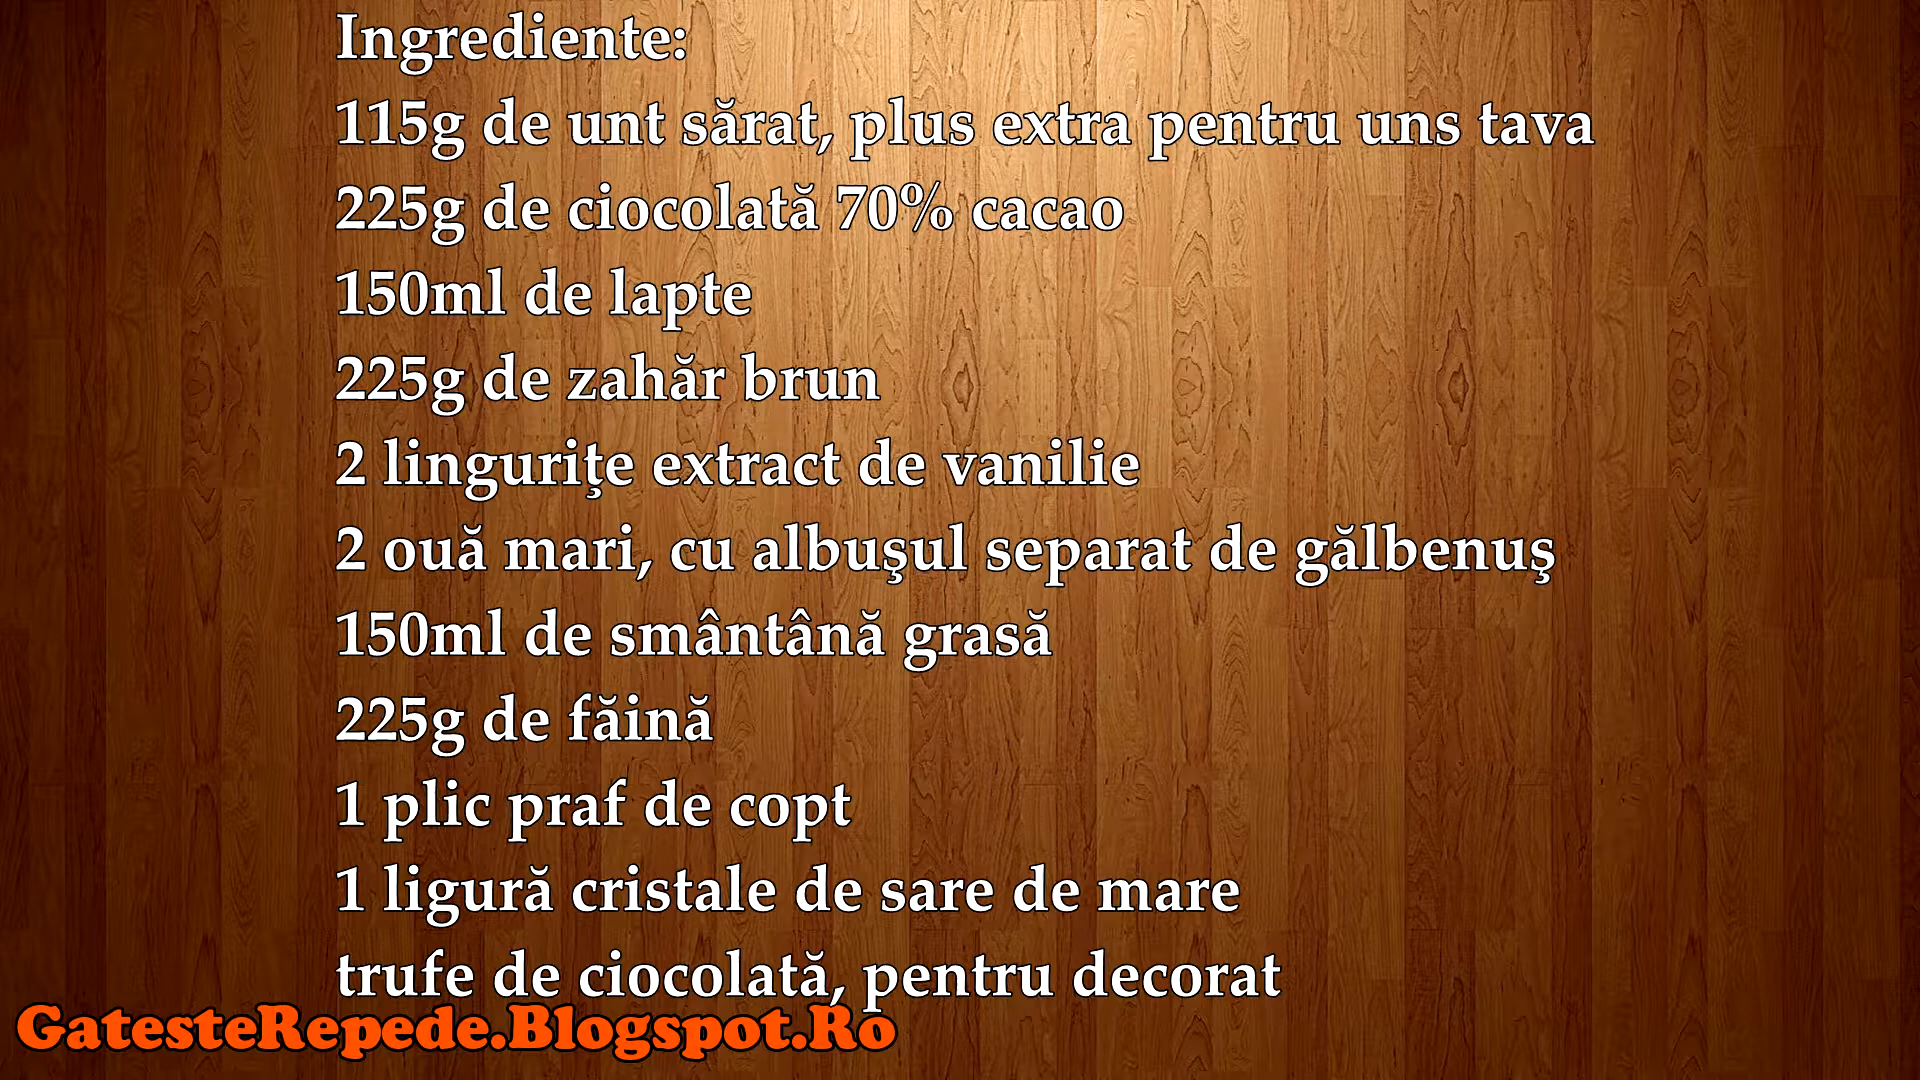 Ingrediente:
115g de unt sărat, plus extra pentru uns tava
225g de ciocolată 70% cacao
150ml de lapte
225g de zahăr brun
2 linguriţe extract de vanilie
2 ouă mari, cu albuşul separat de gălbenuş
150ml de smântână grasă
225g de făină
1 plic praf de copt
1 ligură cristale de sare de mare
trufe de ciocolată, pentru decorat
GatesteRepede.Blogspot.Ro